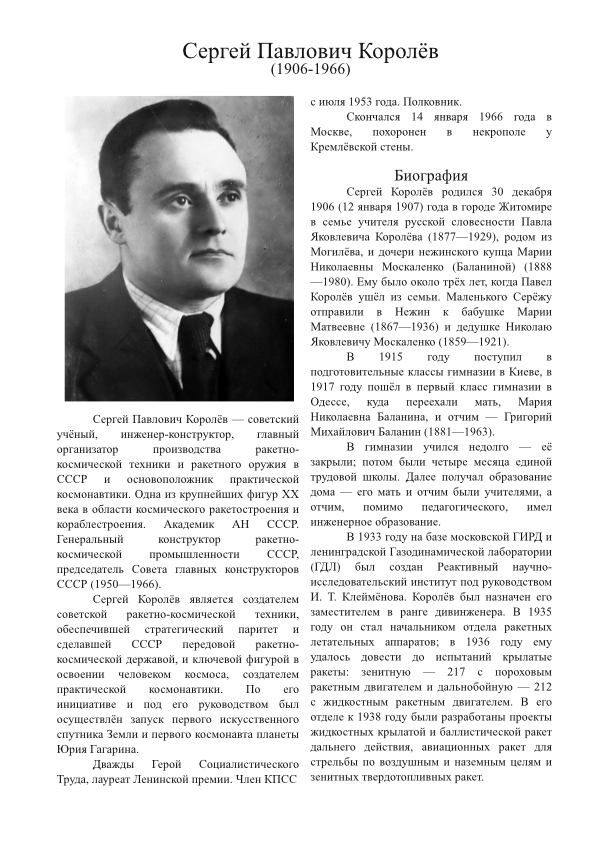 Сергей Павлович Королёв
(1906-1966)
Сергей Павлович Королёв — советский
учёный, инженер-конструктор, главный
организатор производства ракетно-
космической техники и ракетного оружия в
СССР и основоположник практической
космонавтики. Одна из крупнейших фигур XX
века в области космического ракетостроения и
кораблестроения. Академик АН СССР.
Генеральный конструктор ракетно-
космической промышленности СССР,
председатель Совета главных конструкторов
СССР (1950—1966).
Сергей Королёв является создателем
советской ракетно-космической техники,
обеспечившей стратегический паритет и
сделавшей СССР передовой ракетно-
космической державой, и ключевой фигурой в
освоении человеком космоса, создателем
практической космонавтики. По его
инициативе и под его руководством был
осуществлён запуск первого искусственного
спутника Земли и первого космонавта планеты
Юрия Гагарина.
Дважды Герой Социалистического
Труда, лауреат Ленинской премии. Член КПСС
с июля 1953 года. Полковник.
Скончался 14 января 1966 года в
Москве, похоронен в некрополе у
Кремлёвской стены.
Биография
Сергей Королёв родился 30 декабря
1906 (12 января 1907) года в городе Житомире
в семье учителя русской словесности Павла
Яковлевича Королёва (1877—1929), родом из
Могилёва, и дочери нежинского купца Марии
Николаевны Москаленко (Баланиной) (1888
—1980). Ему было около трёх лет, когда Павел
Королёв ушёл из семьи. Маленького Серёжу
отправили в Нежин к бабушке Марии
Матвеевне (1867—1936) и дедушке Николаю
Яковлевичу Москаленко (1859—1921).
В 1915 году поступил в
подготовительные классы гимназии в Киеве, в
1917 году пошёл в первый класс гимназии в
Одессе, куда переехали мать, Мария
Николаевна Баланина, и отчим — Григорий
Михайлович Баланин (1881—1963).
В гимназии учился недолго — её
закрыли; потом были четыре месяца единой
трудовой школы. Далее получал образование
дома — его мать и отчим были учителями, а
отчим, помимо педагогического, имел
инженерное образование.
В 1933 году на базе московской ГИРД и
ленинградской Газодинамической лаборатории
(ГДЛ) был создан Реактивный научно-
исследовательский институт под руководством
И. Т. Клеймёнова. Королёв был назначен его
заместителем в ранге дивинженера. В 1935
году он стал начальником отдела ракетных
летательных аппаратов; в 1936 году ему
удалось довести до испытаний крылатые
ракеты: зенитную — 217 с пороховым
ракетным двигателем и дальнобойную — 212
с жидкостным ракетным двигателем. В его
отделе к 1938 году были разработаны проекты
жидкостных крылатой и баллистической ракет
дальнего действия, авиационных ракет для
стрельбы по воздушным и наземным целям и
зенитных твердотопливных ракет.